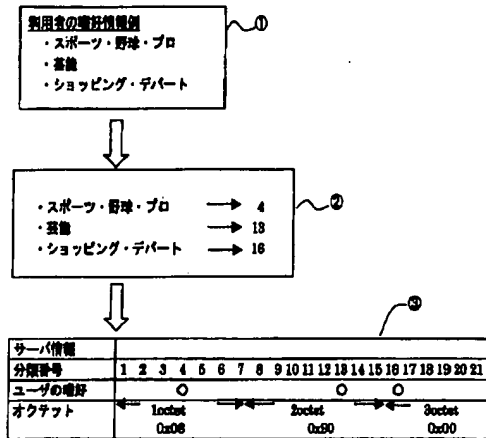 利用者の嗜好情報例
・スポーツ・野球・プロ
・芸能
・ショッピング・デパート
①
・スポーツ・野球・プロ → 4
・芸能 → 13
・ショッピング・デパート → 16
②
③
サーバ情報
分類番号 1 2 3 4 5 6 7 8 9 10 11 12 13 14 15 16 17 18 19 20 21
ユーザの嗜好 ○ ○ ○
オクテット 1octet 2octet 3octet
0x08 0x90 0x00